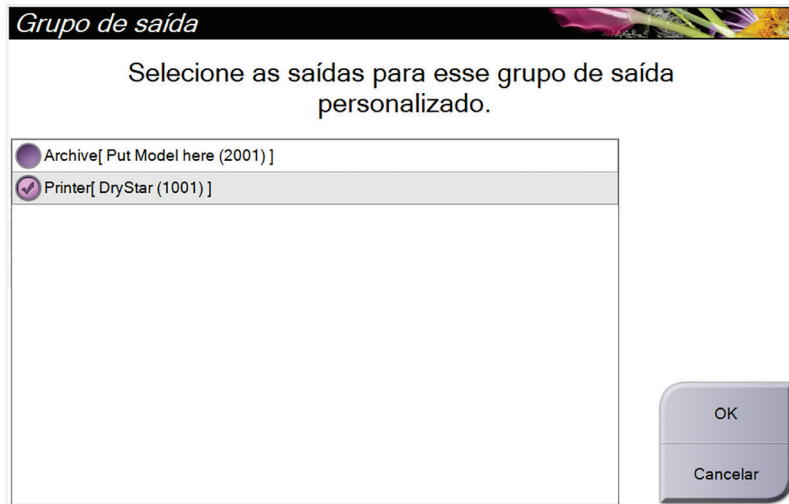 Grupo de saída
Selecione as saídas para esse grupo de saída
personalizado.
Archive[ Put Model here (2001) ]
Printer[ DryStar (1001) ]
OK
Cancelar